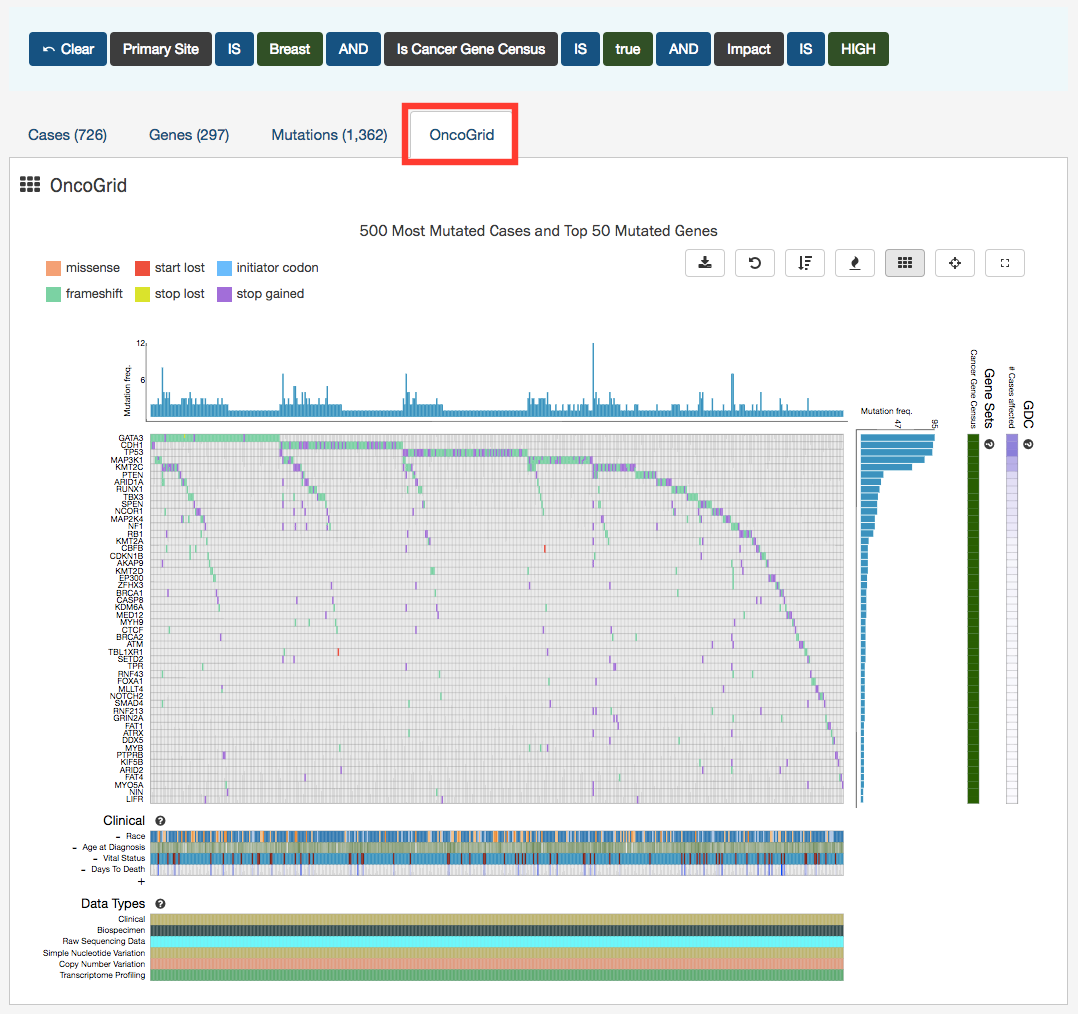 Clear Primary Site IS Breast AND Is Cancer Gene Census IS true AND Impact IS HIGH
Cases (726) Genes (297) Mutations (1,362) OncoGrid
OncoGrid
500 Most Mutated Cases and Top 50 Mutated Genes
missense start lost initiator codon
frameshift stop lost stop gained
12
6
Mutation freq.
Mutation freq.
47
95
Cancer Gene Census
Gene Sets
# Cases affected
GDC
GATA3
CDH1
TP53
MAP3K1
KMT2C
PTEN
ARID1A
RUNX1
TBX3
SPEN
NCOR1
MAP2K4
NF1
RB1
KMT2A
CBFB
CDKN1B
AKAP9
KMT2D
EP300
ZFHX3
BRCA1
CASP8
KDM6A
MED12
MYH9
CTCF
BRCA2
ATM
TBL1XR1
SETD2
TPR
RNF43
FOXA1
MLLT4
NOTCH2
SMAD4
RNF213
GRIN2A
FAT1
ATRX
DDX5
MYB
PTPRB
KIF5B
ARID2
FAT4
MYO5A
NIN
LIFR
Clinical ?
– Race
– Age at Diagnosis
– Vital Status
– Days To Death
+
Data Types ?
Clinical
Biospecimen
Raw Sequencing Data
Simple Nucleotide Variation
Copy Number Variation
Transcriptome Profiling